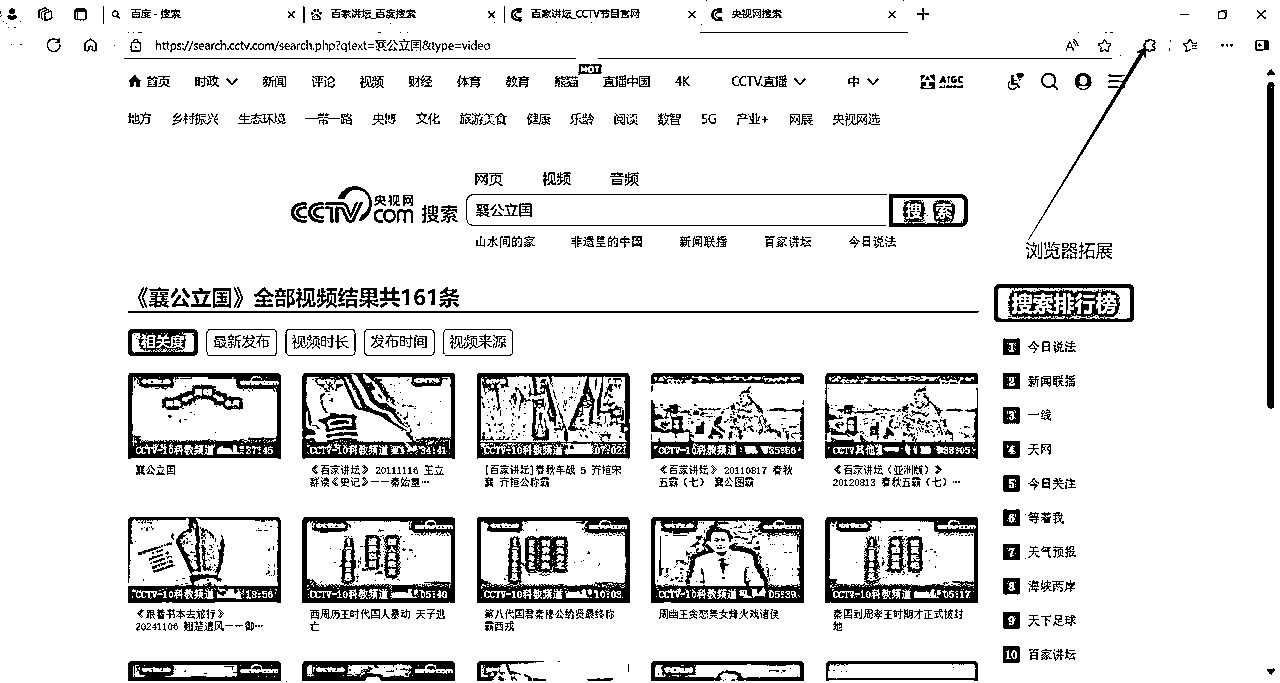 百度 - 搜索
百家讲坛_百度搜索
百家讲坛_CCTV节目官网
央视网搜索
https://search.cctv.com/search.php?qtext=襄公立国&type=video
首页 时政 新闻 评论 视频 财经 体育 教育 熊猫 HOT 直播中国 4K CCTV.直播 中 AIGC
地方 乡村振兴 生态环境 一带一路 央博 文化 旅游美食 健康 乐龄 阅读 数智 5G 产业+ 网展 央视网选
网页 视频 音频
CCTV.com 央视网 搜索
襄公立国
搜 索
山水间的家 非遗里的中国 新闻联播 百家讲坛 今日说法
浏览器拓展
《襄公立国》全部视频结果共161条
相关度 最新发布 视频时长 发布时间 视频来源
CCTV-10科教频道 27:45
襄公立国
CCTV-10科教频道 34:41
《百家讲坛》 20111116 王立
群读《史记》——秦始皇…
CCTV-10科教频道 07:02
[百家讲坛]春秋车战 5 齐桓宋
襄 齐桓公称霸
CCTV-10科教频道 35:56
《百家讲坛》 20110817 春秋
五霸(七) 襄公图霸
《百家讲坛(亚洲版)》
20120813 春秋五霸(七)…
CCTV-10科教频道 18:56
《跟着书本去旅行》
20241106 翘楚遗风——御…
CCTV-10科教频道 05:40
西周厉王时代国人暴动 天子逃
亡
CCTV-10科教频道 10:08
第八代国君秦穆公纳贤最终称
霸西戎
CCTV-10科教频道 05:39
周幽王贪恋美女烽火戏诸侯
CCTV-10科教频道 05:17
秦国到周孝王时期才正式被封
地
搜索排行榜
1 今日说法
2 新闻联播
3 一线
4 天网
5 今日关注
6 等着我
7 天气预报
8 海峡两岸
9 天下足球
10 百家讲坛